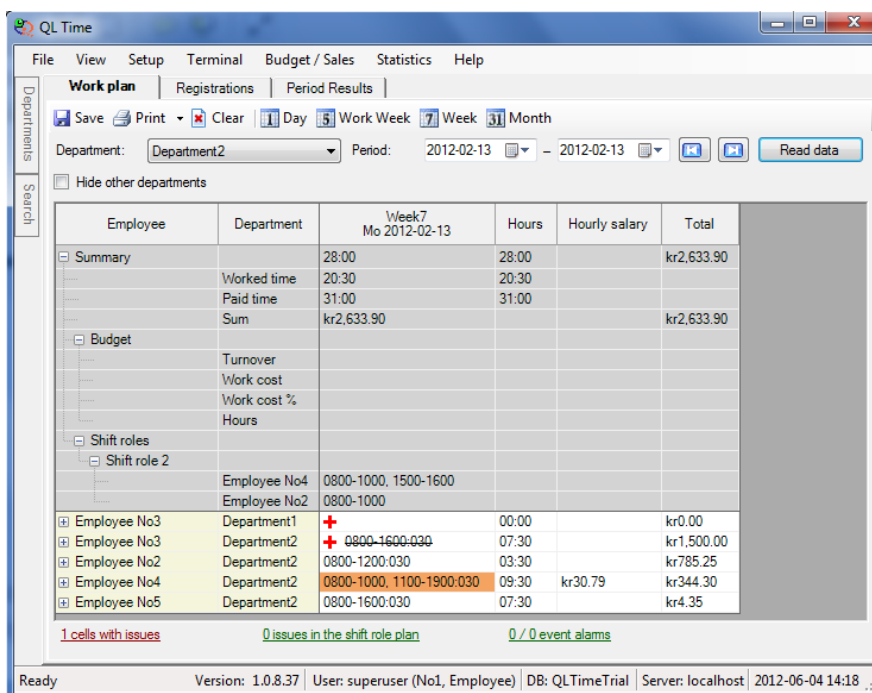 QL Time
File View Setup Terminal Budget / Sales Statistics Help
Departments
Search
Work plan Registrations Period Results
Save Print Clear 1 Day 5 Work Week 7 Week 31 Month
Department: Department2 Period: 2012-02-13 – 2012-02-13 Read data
Hide other departments
Employee Department Week7 Hours Hourly salary Total
Mo 2012-02-13
Summary 28:00 28:00 kr2,633.90
Worked time 20:30 20:30
Paid time 31:00 31:00
Sum kr2,633.90 kr2,633.90
Budget
Turnover
Work cost
Work cost %
Hours
Shift roles
Shift role 2
Employee No4 0800-1000, 1500-1600
Employee No2 0800-1000
Employee No3 Department1 00:00 kr0.00
Employee No3 Department2 0800-1600:030 07:30 kr1,500.00
Employee No2 Department2 0800-1200:030 03:30 kr785.25
Employee No4 Department2 0800-1000, 1100-1900:030 09:30 kr30.79 kr344.30
Employee No5 Department2 0800-1600:030 07:30 kr4.35
1 cells with issues 0 issues in the shift role plan 0 / 0 event alarms
Ready Version: 1.0.8.37 User: superuser (No1, Employee) DB: QLTimeTrial Server: localhost 2012-06-04 14:18